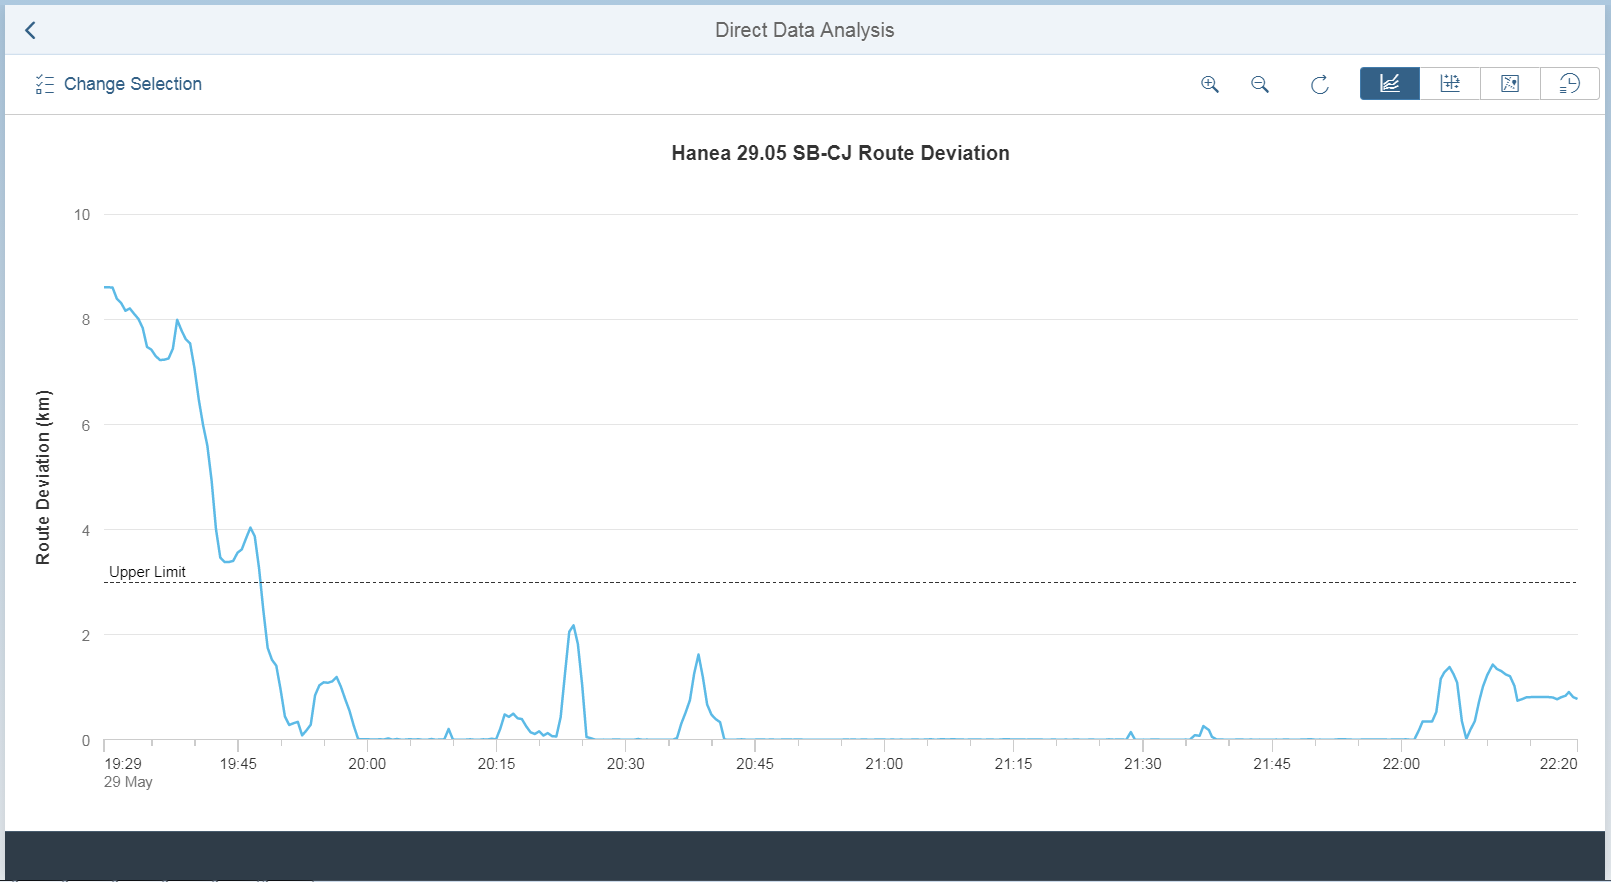 Direct Data Analysis
Change Selection
Hanea 29.05 SB-CJ Route Deviation
Route Deviation (km)
10
8
6
4
2
0
Upper Limit
19:29 19:45 20:00 20:15 20:30 20:45 21:00 21:15 21:30 21:45 22:00 22:20
29 May